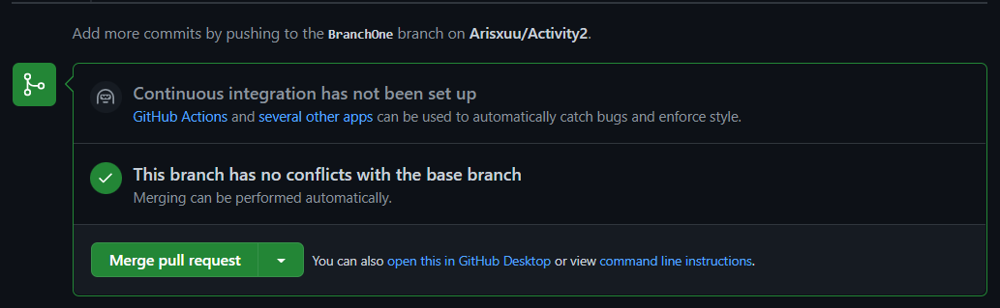 Add more commits by pushing to the BranchOne branch on Arisxuu/Activity2.
Continuous integration has not been set up
GitHub Actions and several other apps can be used to automatically catch bugs and enforce style.
This branch has no conflicts with the base branch
Merging can be performed automatically.
Merge pull request You can also open this in GitHub Desktop or view command line instructions.